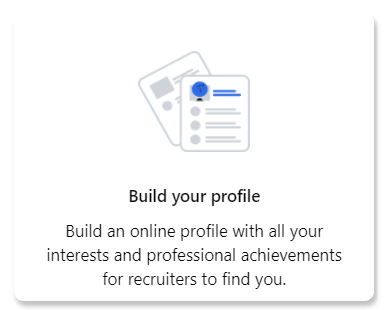 Build your profile
Build an online profile with all your
interests and professional achievements
for recruiters to find you.